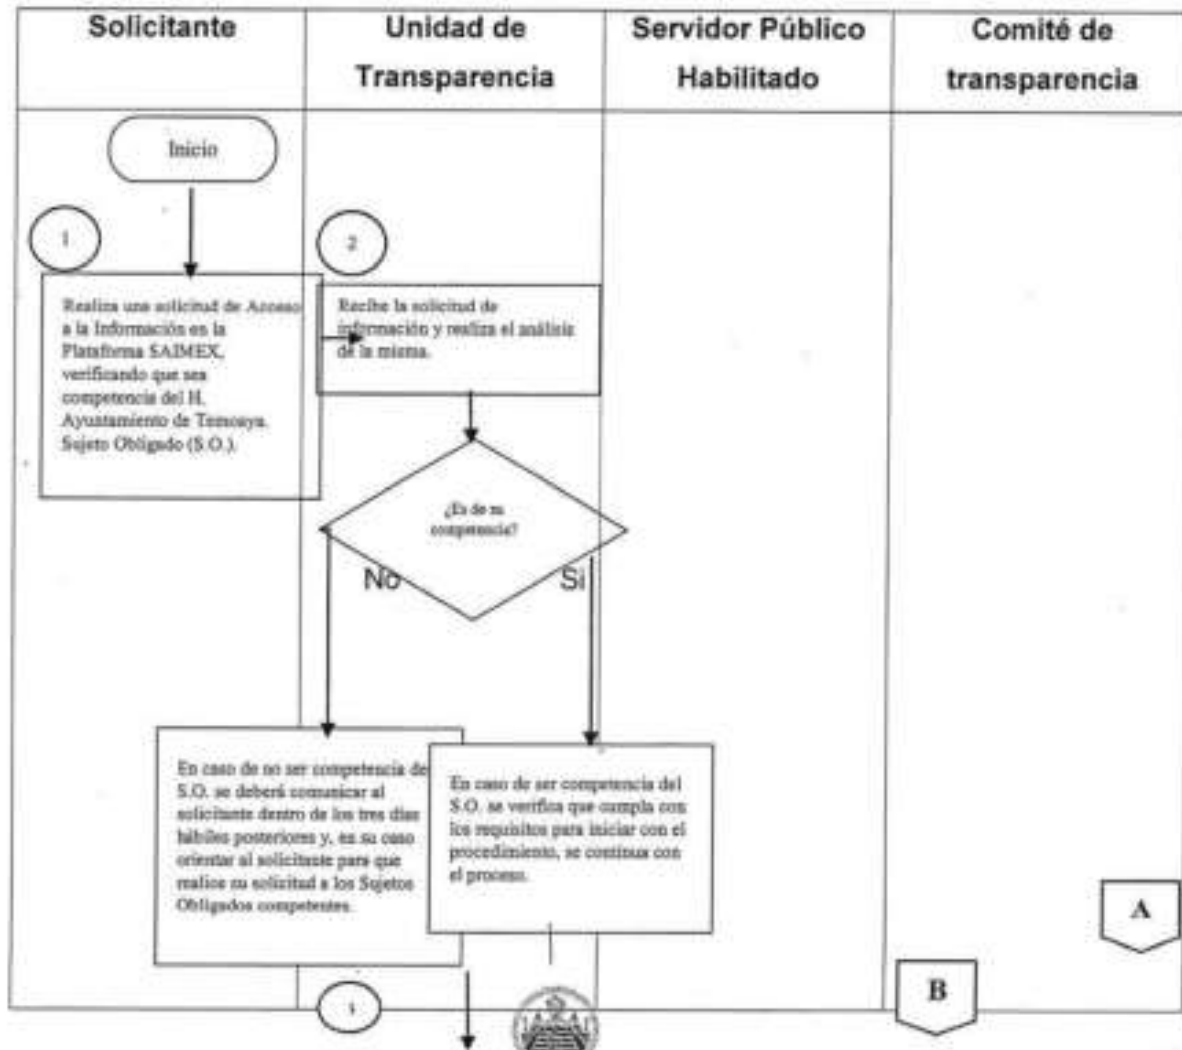 Solicitante
Unidad de
Transparencia
Servidor Público
Habilitado
Comité de
transparencia
Inicio
1
2
Realiza una solicitud de Acceso
a la Información en la
Plataforma SAIMEX,
verificando que sea
competencia del H.
Ayuntamiento de Temoaya.
Sujeto Obligado (S.O.).
Recibe la solicitud de
información y realiza el análisis
de la misma.
¿Es de su
competencia?
No
Si
En caso de no ser competencia de
S.O. se deberá comunicar al
solicitante dentro de los tres días
hábiles posteriores y, en su caso
orientar al solicitante para que
realice su solicitud a los Sujetos
Obligados competentes.
En caso de ser competencia del
S.O. se verifica que cumpla con
los requisitos para iniciar con el
procedimiento, se continua con
el proceso.
A
B